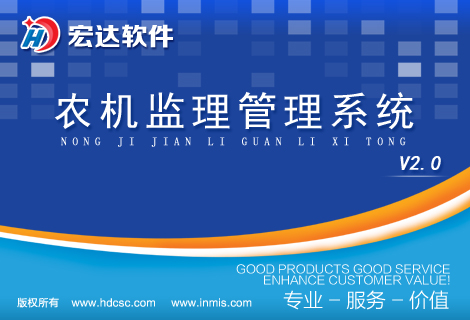 HD 宏达软件
农机监理管理系统
NONG JI JIAN LI GUAN LI XI TONG
V2.0
GOOD PRODUCTS GOOD SERVICE
ENHANCE CUSTOMER VALUE!
版权所有 www.hdcsc.com www.inmis.com 专业－服务－价值